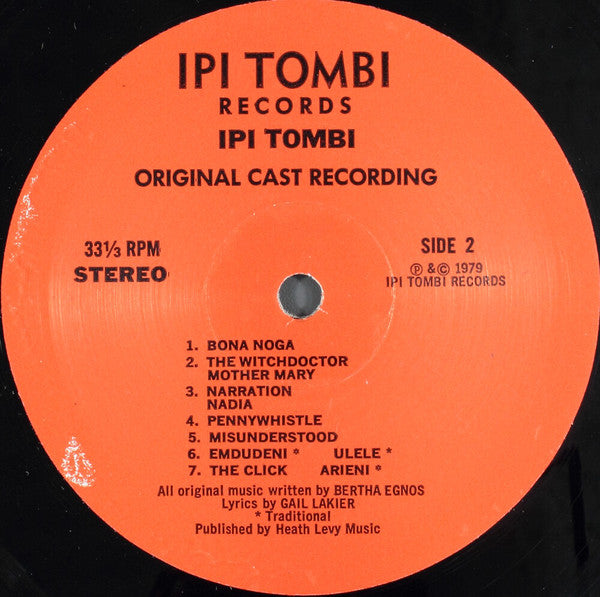 IPI TOMBI
RECORDS
IPI TOMBI
ORIGINAL CAST RECORDING
33⅓ RPM
STEREO
SIDE 2
℗ & © 1979
IPI TOMBI RECORDS
1. BONA NOGA
2. THE WITCHDOCTOR
MOTHER MARY
3. NARRATION
NADIA
4. PENNYWHISTLE
5. MISUNDERSTOOD
6. EMDUDENI * ULELE *
7. THE CLICK ARIENI *
All original music written by BERTHA EGNOS
Lyrics by GAIL LAKIER
* Traditional
Published by Heath Levy Music